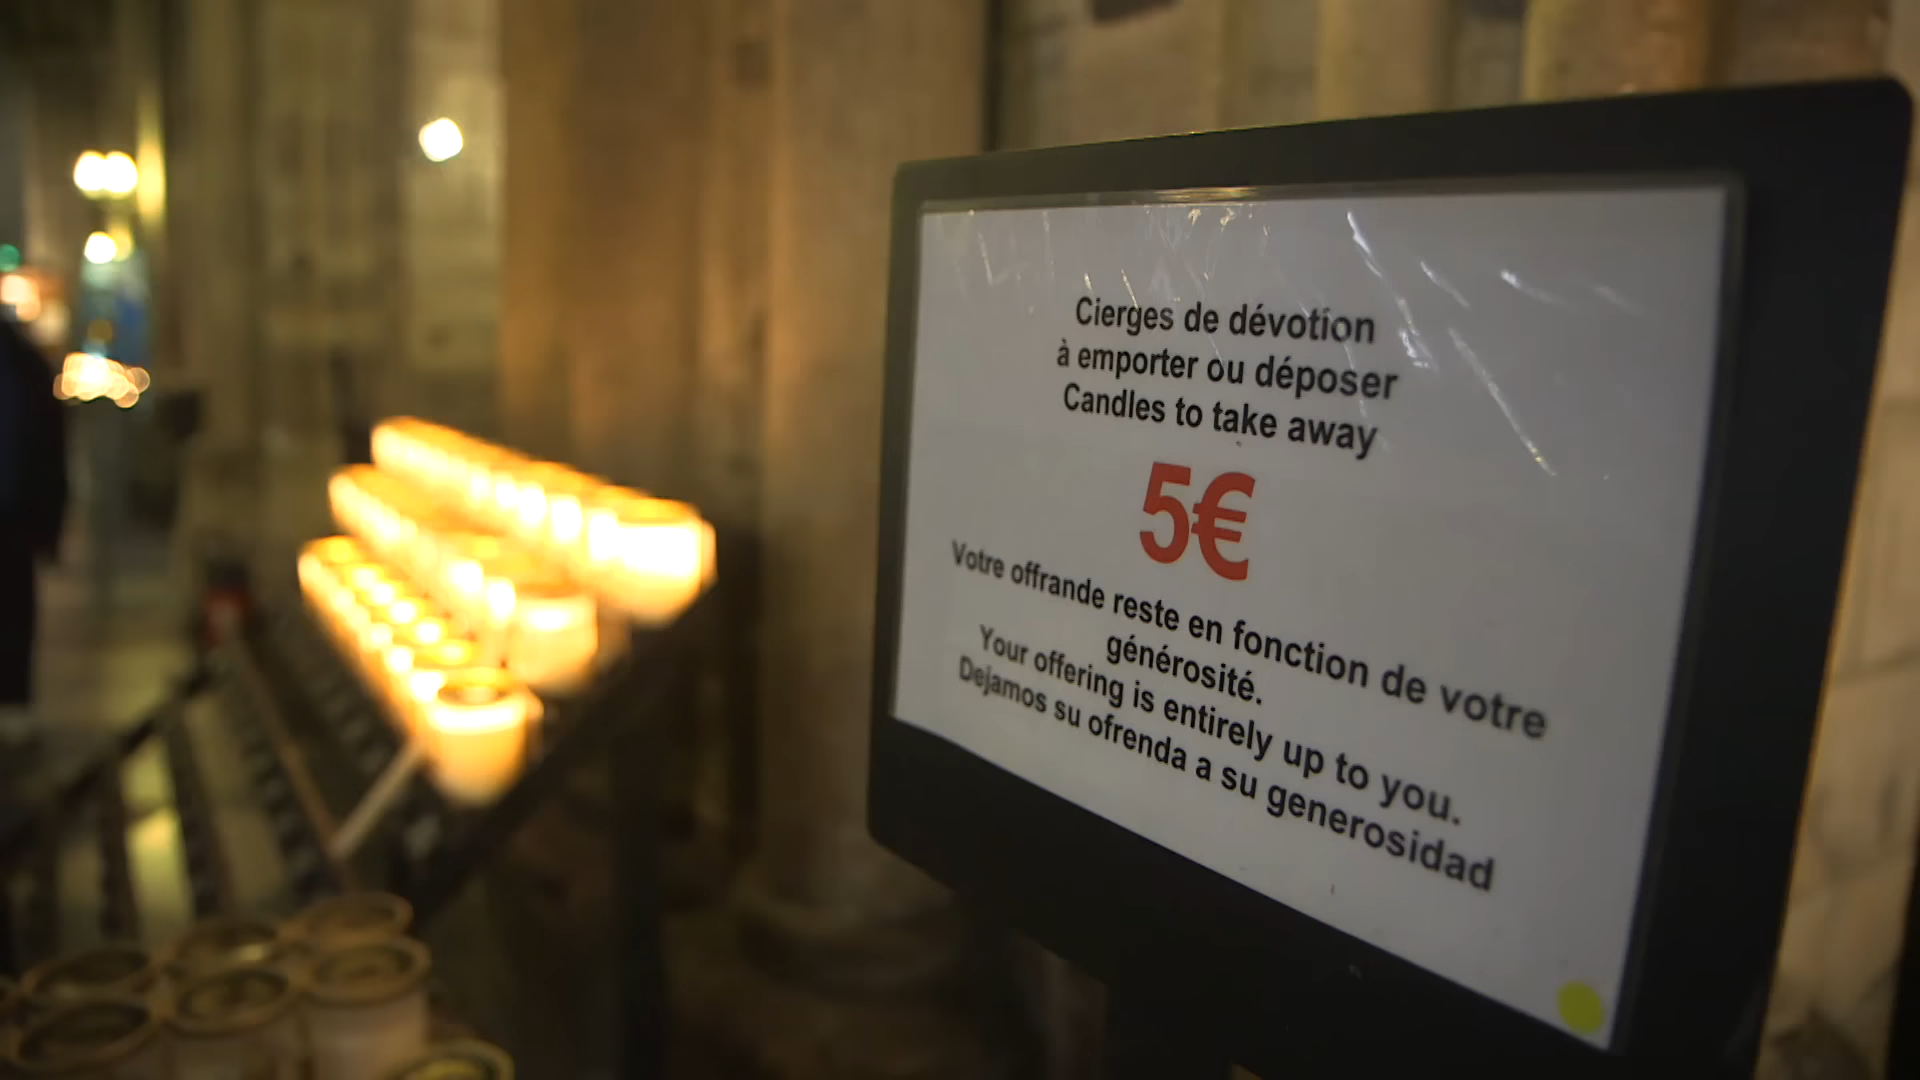 Cierges de dévotion
à emporter ou déposer
Candles to take away
5€
Votre offrande reste en fonction de votre
générosité.
Your offering is entirely up to you.
Dejamos su ofrenda a su generosidad